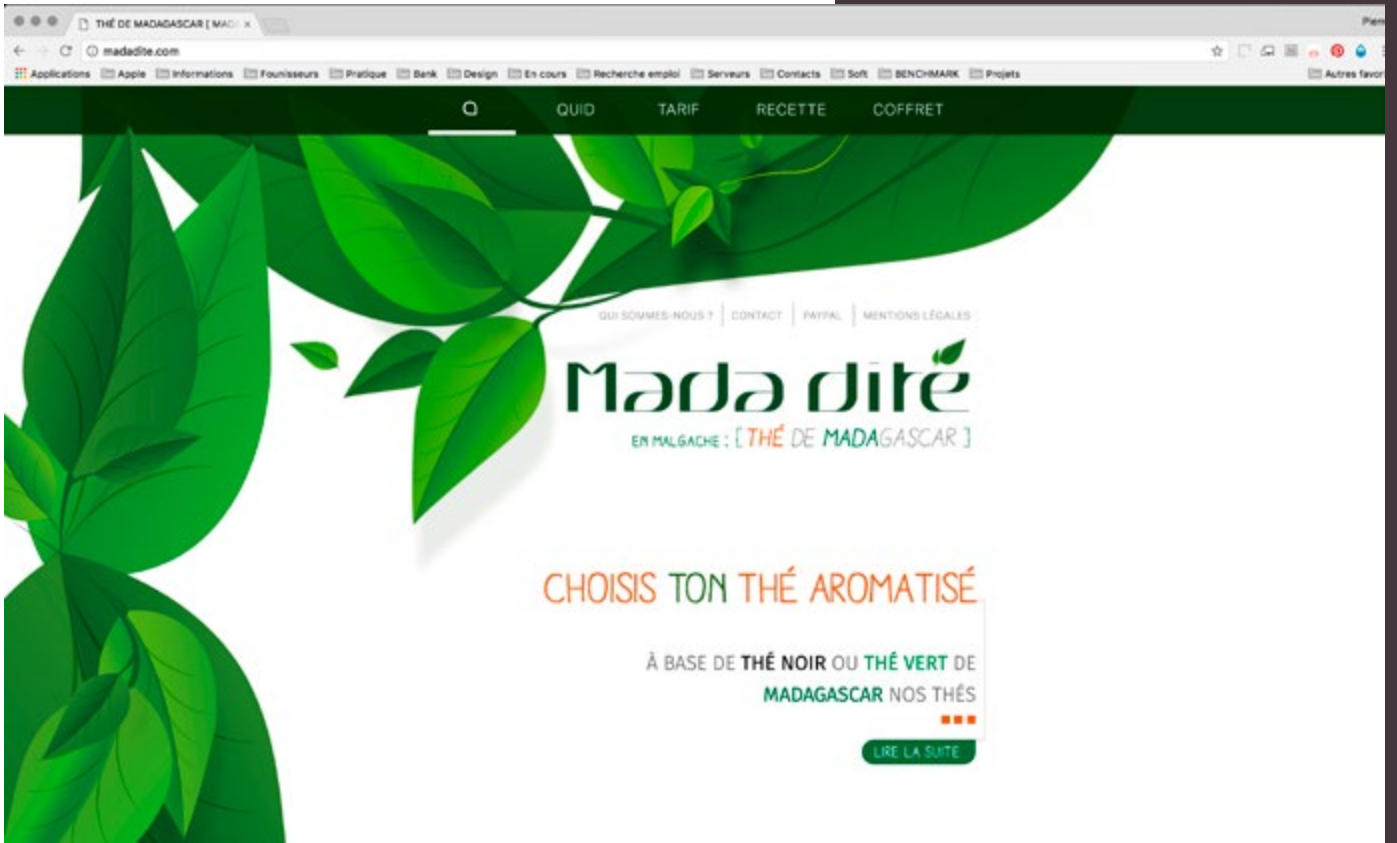 THÉ DE MADAGASCAR [ MAD
Pierr
madadite.com
Applications Apple Informations Founisseurs Pratique Bank Design En cours Recherche emploi Serveurs Contacts Soft BENCHMARK Projets Autres favori
QUID TARIF RECETTE COFFRET
QUI SOMMES-NOUS ? CONTACT PAYPAL MENTIONS LÉGALES
Mada dité
EN MALGACHE : [ THÉ DE MADAGASCAR ]
CHOISIS TON THÉ AROMATISÉ
À BASE DE THÉ NOIR OU THÉ VERT DE
MADAGASCAR NOS THÉS
LIRE LA SUITE